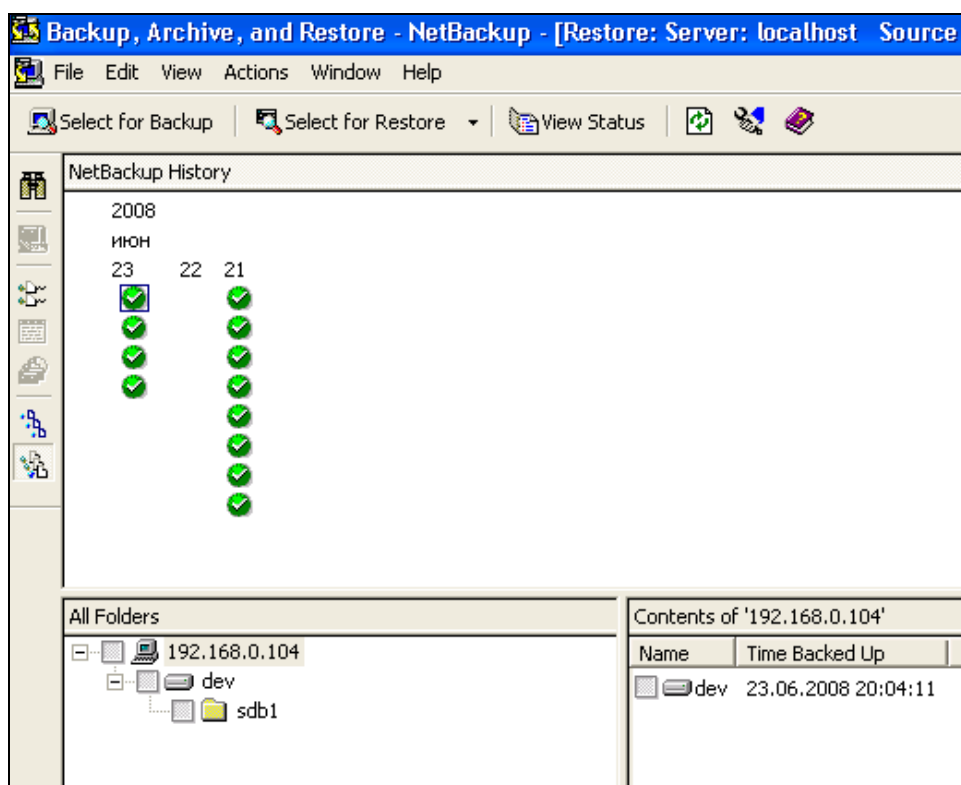 Backup, Archive, and Restore - NetBackup - [Restore: Server: localhost Source
File Edit View Actions Window Help
Select for Backup Select for Restore View Status
NetBackup History
2008
июн
23 22 21
All Folders
192.168.0.104
dev
sdb1
Contents of '192.168.0.104'
Name Time Backed Up
dev 23.06.2008 20:04:11